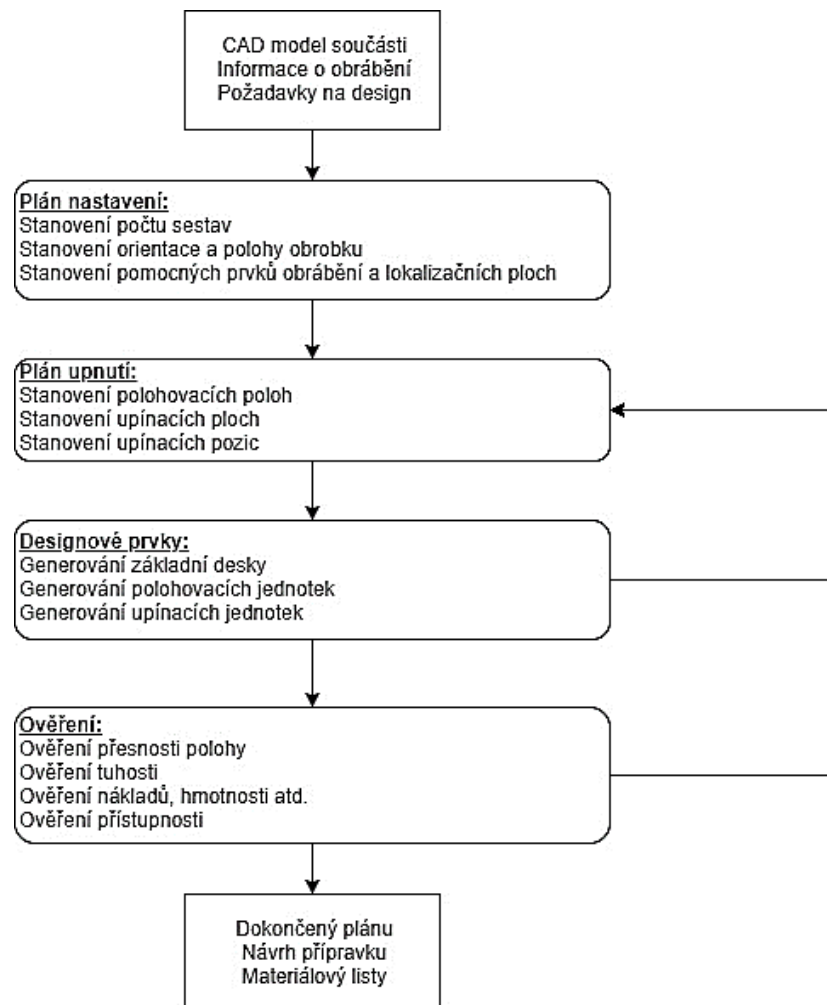 CAD model součásti
Informace o obrábění
Požadavky na design
Plán nastavení:
Stanovení počtu sestav
Stanovení orientace a polohy obrobku
Stanovení pomocných prvků obrábění a lokalizačních ploch
Plán upnutí:
Stanovení polohovacích poloh
Stanovení upínacích ploch
Stanovení upínacích pozic
Designové prvky:
Generování základní desky
Generování polohovacích jednotek
Generování upínacích jednotek
Ověření:
Ověření přesnosti polohy
Ověření tuhosti
Ověření nákladů, hmotnosti atd.
Ověření přístupnosti
Dokončený plánu
Návrh přípravku
Materiálový listy